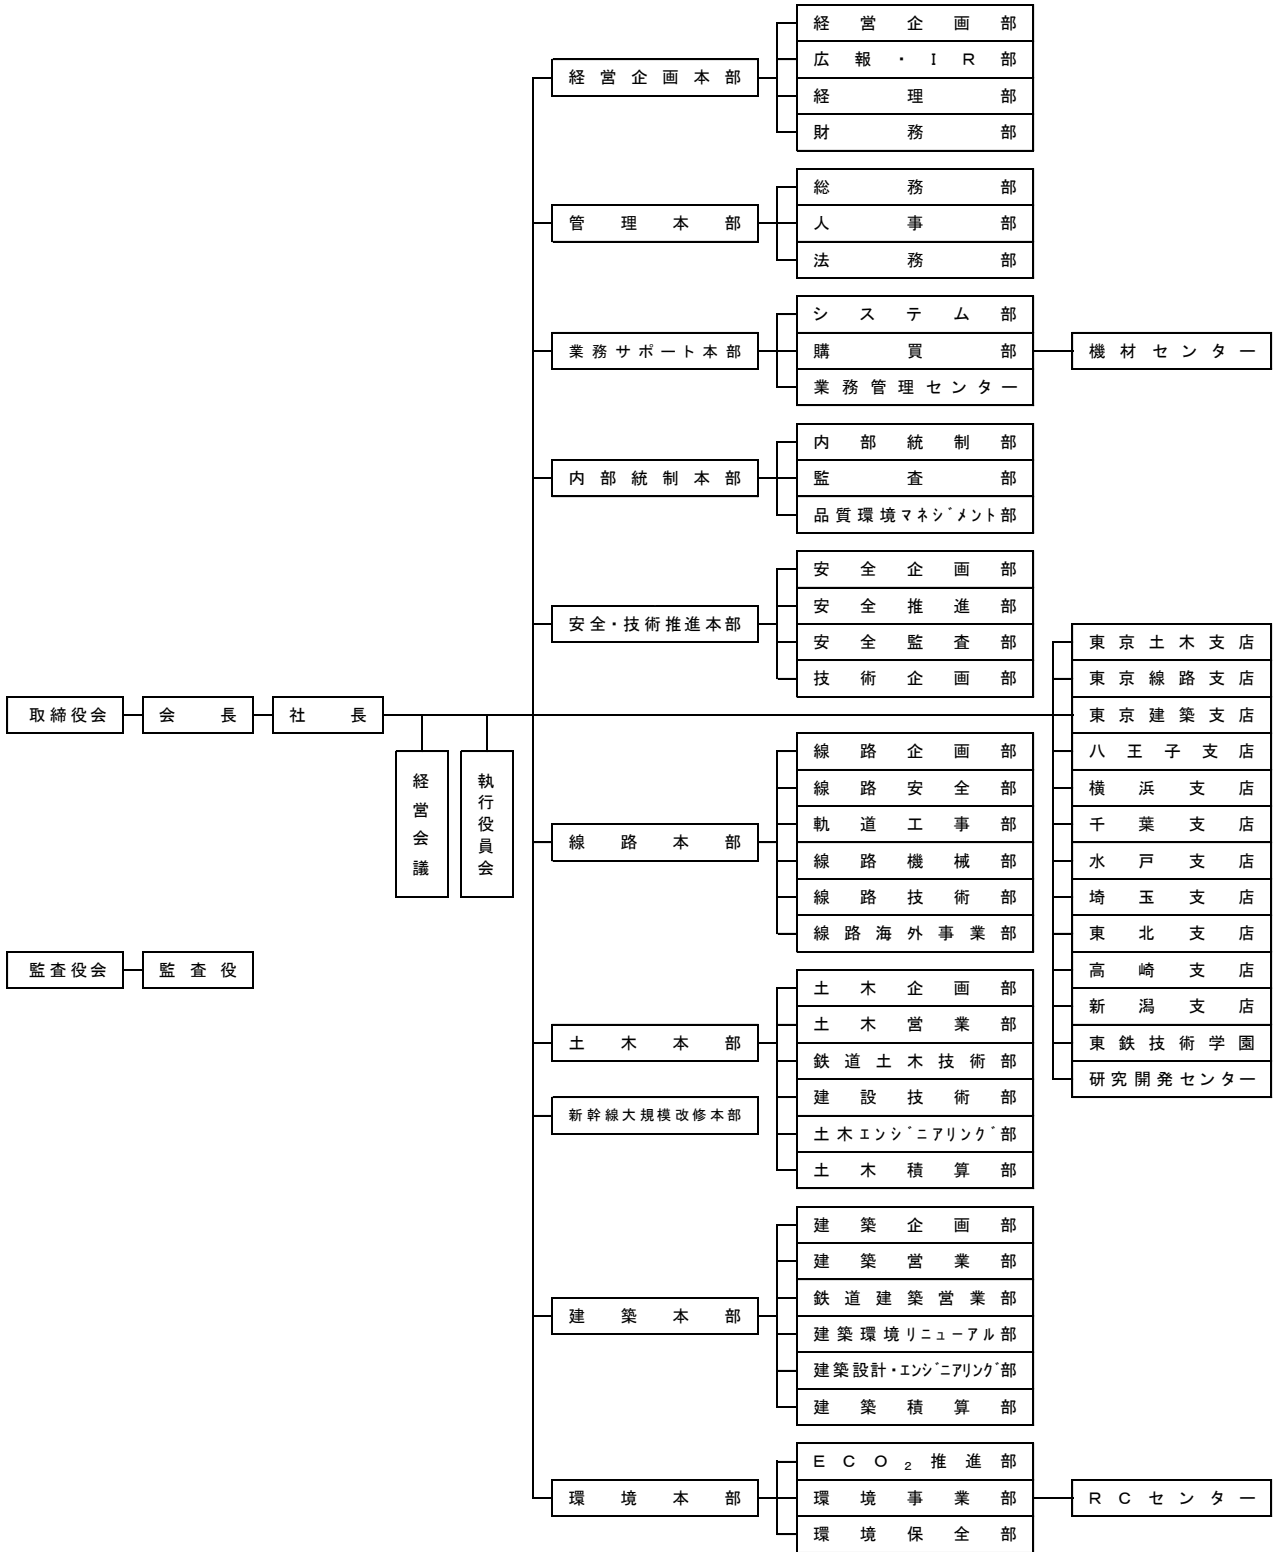 取締役会
会長
社長
経営会議
執行役員会
監査役会
監査役
経営企画本部
経営企画部
広報・IR部
経理部
財務部
管理本部
総務部
人事部
法務部
業務サポート本部
システム部
購買部
業務管理センター
機材センター
内部統制本部
内部統制部
監査部
品質環境マネジメント部
安全・技術推進本部
安全企画部
安全推進部
安全監査部
技術企画部
線路本部
線路企画部
線路安全部
軌道工事部
線路機械部
線路技術部
線路海外事業部
土木本部
土木企画部
土木営業部
鉄道土木技術部
建設技術部
土木エンジニアリング部
土木積算部
新幹線大規模改修本部
建築本部
建築企画部
建築営業部
鉄道建築営業部
建築環境リニューアル部
建築設計・エンジニアリング部
建築積算部
環境本部
ECO₂推進部
環境事業部
環境保全部
RCセンター
東京土木支店
東京線路支店
東京建築支店
八王子支店
横浜支店
千葉支店
水戸支店
埼玉支店
東北支店
高崎支店
新潟支店
東鉄技術学園
研究開発センター